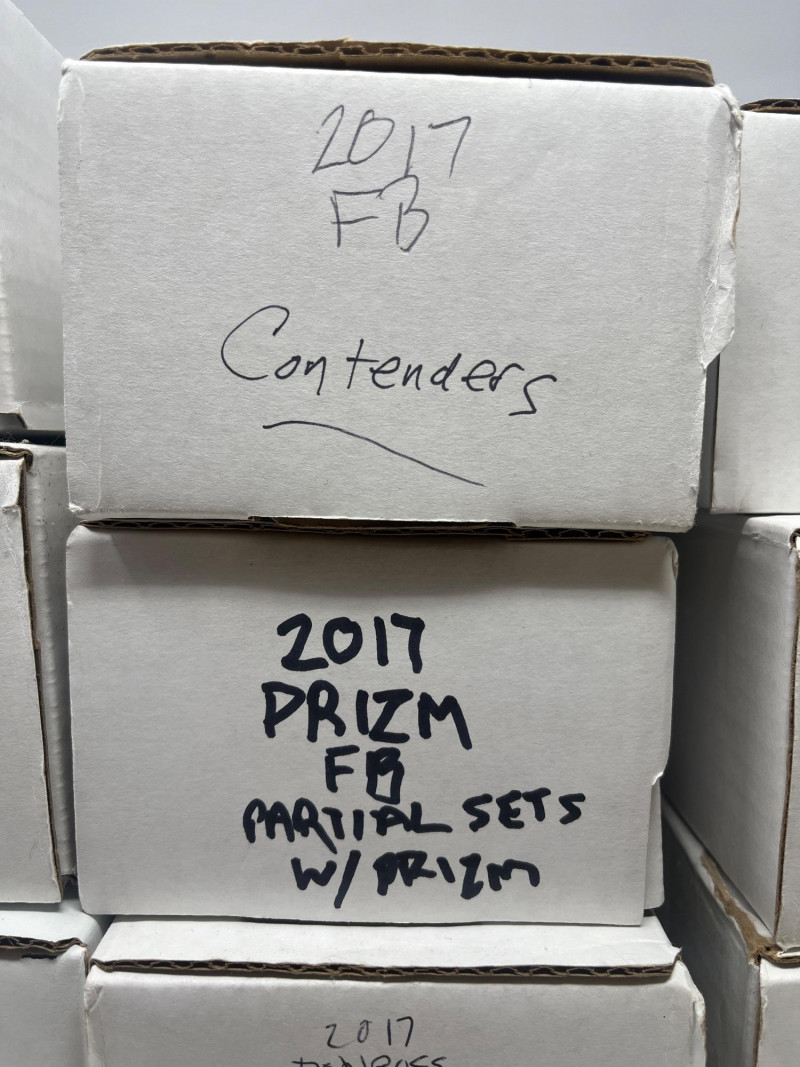 2017
FB
Contenders
2017
PRIZM
FB
PARTIAL SETS
W/ PRIZM
2017